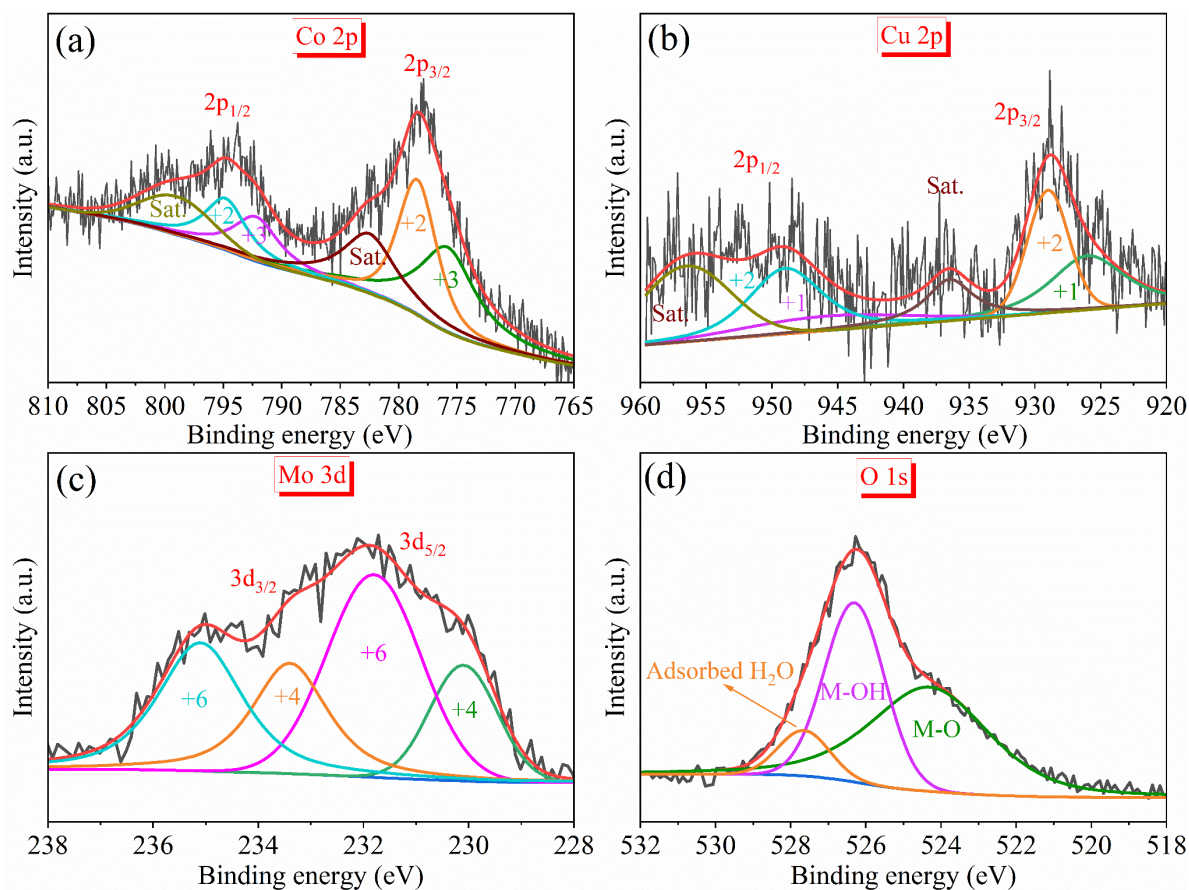 (a)
Co 2p
2p3/2
2p1/2
Sat.
+2
+3
Sat.
+2
+3
Intensity (a.u.)
810 805 800 795 790 785 780 775 770 765
Binding energy (eV)
(b)
Cu 2p
2p3/2
2p1/2
Sat.
Sat.
+2
+1
+2
+1
Intensity (a.u.)
960 955 950 945 940 935 930 925 920
Binding energy (eV)
(c)
Mo 3d
3d5/2
3d3/2
+6
+4
+6
+4
Intensity (a.u.)
238 236 234 232 230 228
Binding energy (eV)
(d)
O 1s
Adsorbed H2O
M-OH
M-O
Intensity (a.u.)
532 530 528 526 524 522 520 518
Binding energy (eV)